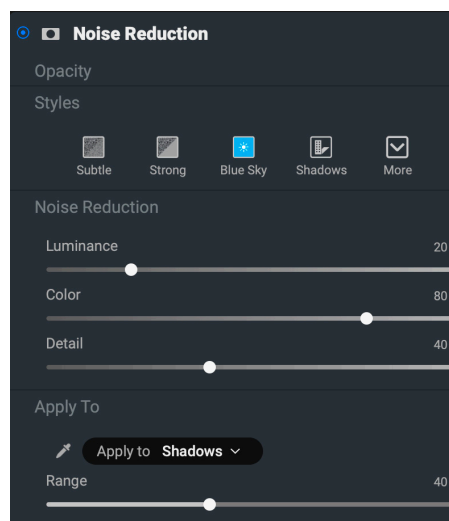 Noise Reduction
Opacity
Styles
Subtle Strong Blue Sky Shadows More
Noise Reduction
Luminance 20
Color 80
Detail 40
Apply To
Apply to Shadows
Range 40